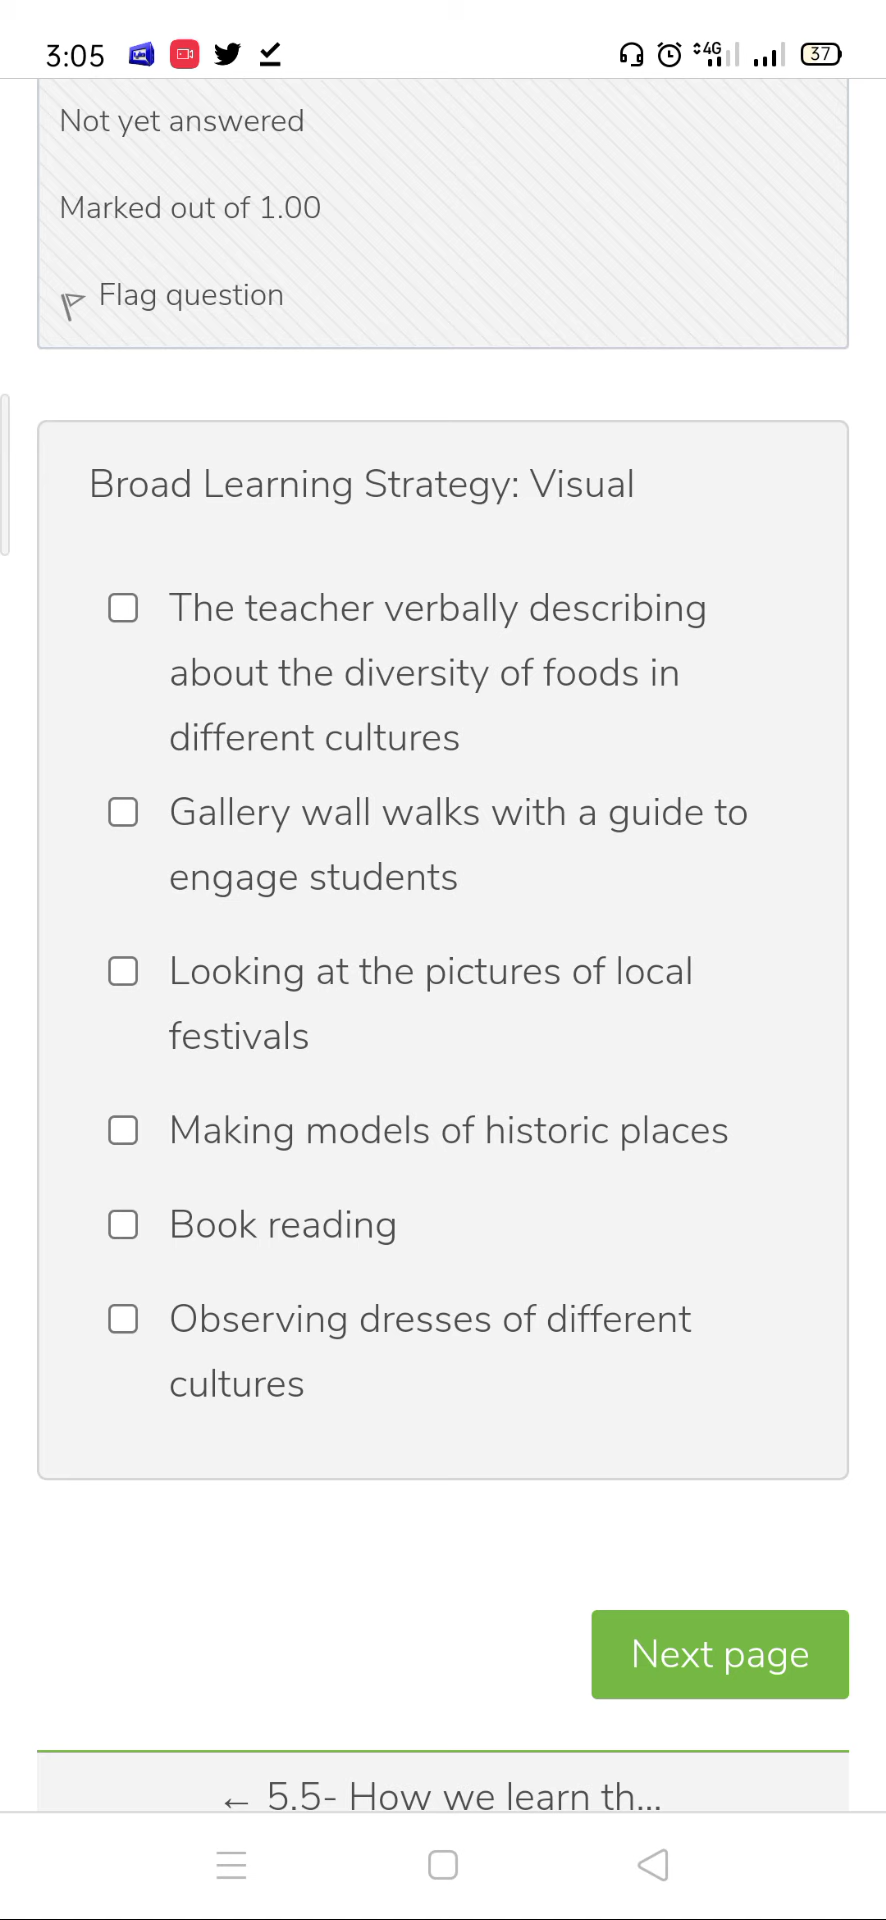 3:05
4G
37
Not yet answered
Marked out of 1.00
Flag question
Broad Learning Strategy: Visual
The teacher verbally describing
about the diversity of foods in
different cultures
Gallery wall walks with a guide to
engage students
Looking at the pictures of local
festivals
Making models of historic places
Book reading
Observing dresses of different
cultures
Next page
← 5.5- How we learn th...